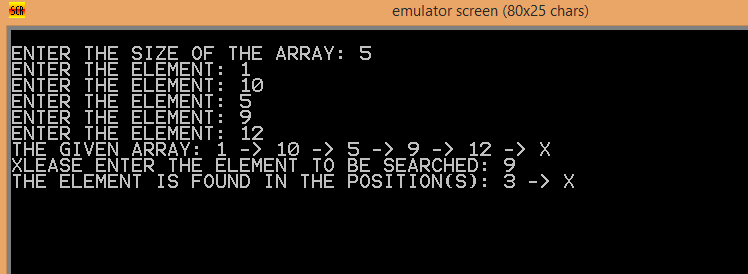 SCR emulator screen (80x25 chars)
ENTER THE SIZE OF THE ARRAY: 5
ENTER THE ELEMENT: 1
ENTER THE ELEMENT: 10
ENTER THE ELEMENT: 5
ENTER THE ELEMENT: 9
ENTER THE ELEMENT: 12
THE GIVEN ARRAY: 1 -> 10 -> 5 -> 9 -> 12 -> X
XLEASE ENTER THE ELEMENT TO BE SEARCHED: 9
THE ELEMENT IS FOUND IN THE POSITION(S): 3 -> X